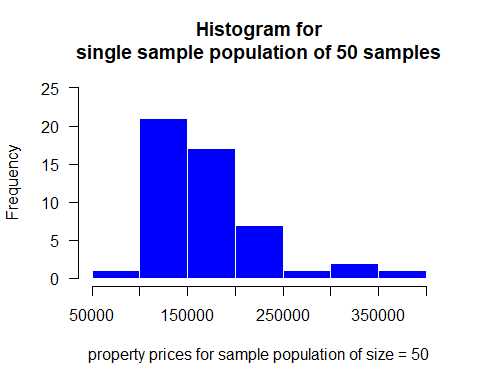 Histogram for
single sample population of 50 samples
Frequency
25
20
15
10
5
0
50000 150000 250000 350000
property prices for sample population of size = 50